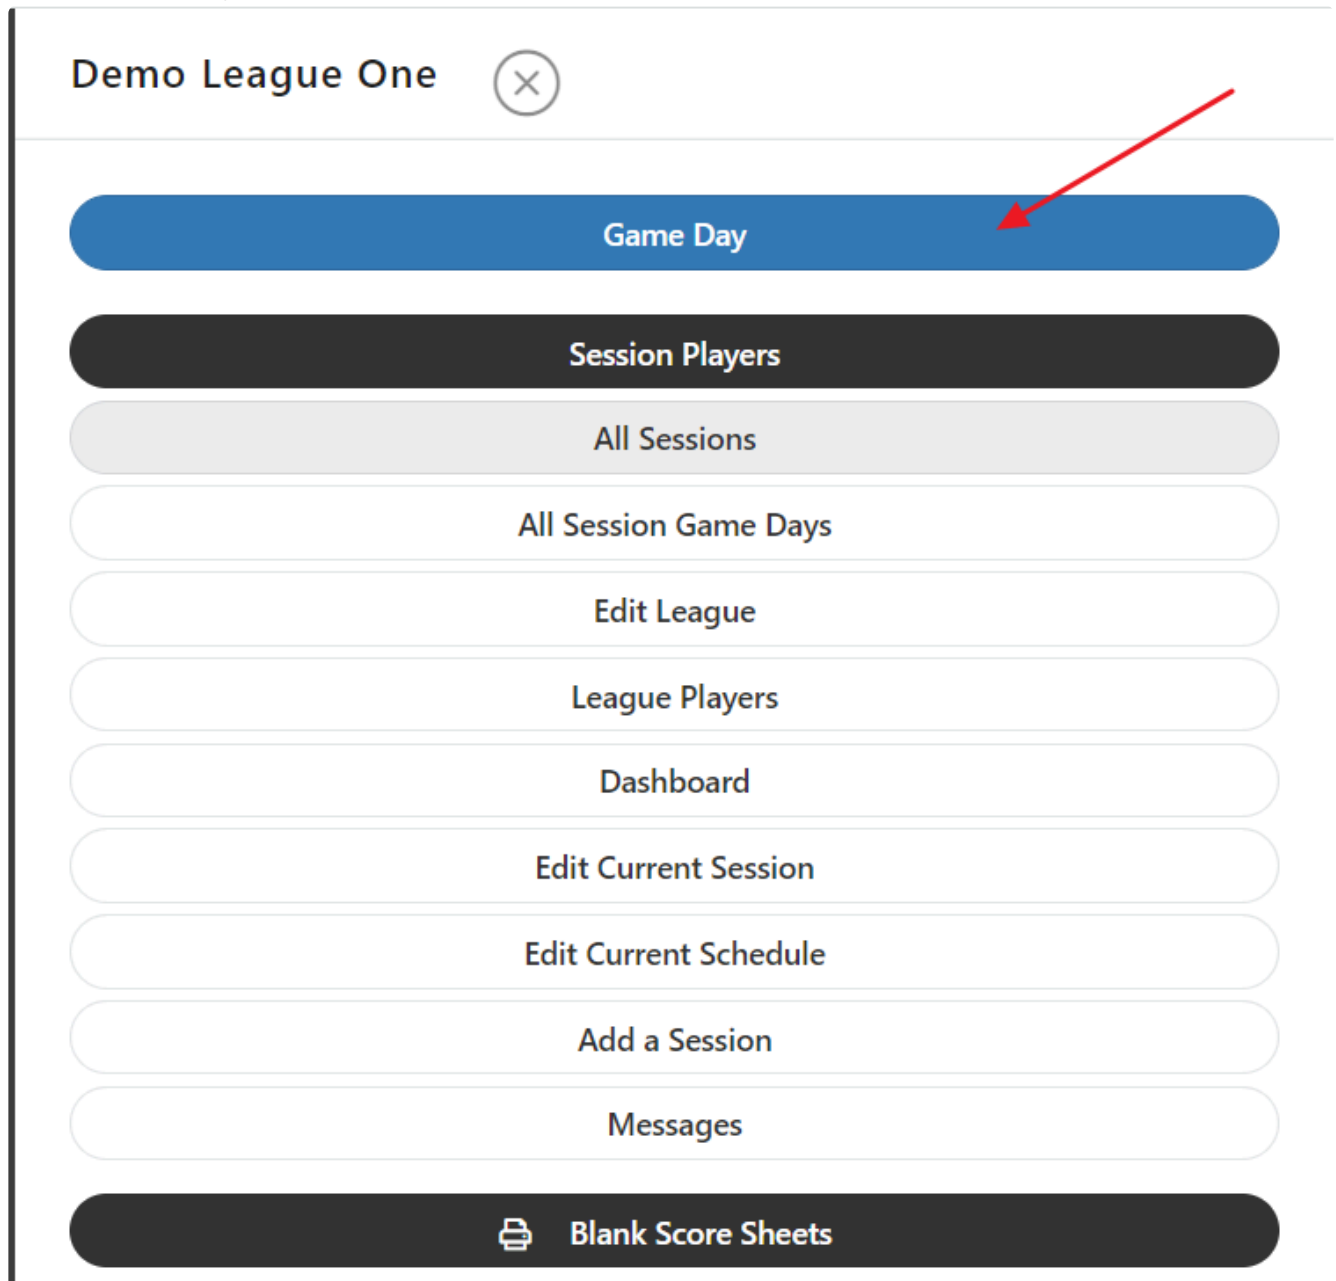 Demo League One
Game Day
Session Players
All Sessions
All Session Game Days
Edit League
League Players
Dashboard
Edit Current Session
Edit Current Schedule
Add a Session
Messages
Blank Score Sheets